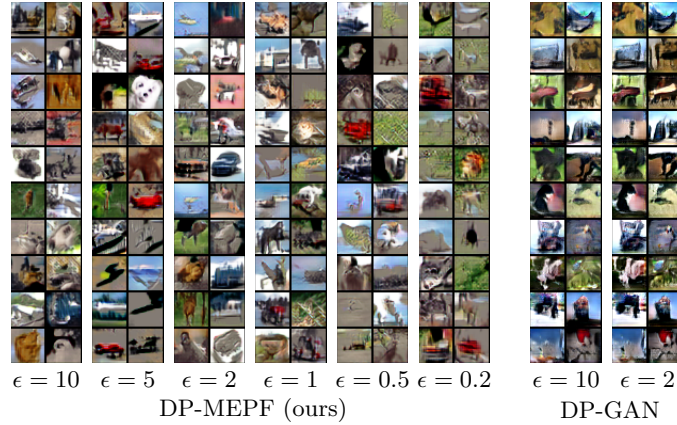 ϵ = 10 ϵ = 5 ϵ = 2 ϵ = 1 ϵ = 0.5 ϵ = 0.2 ϵ = 10 ϵ = 2
DP-MEPF (ours) DP-GAN